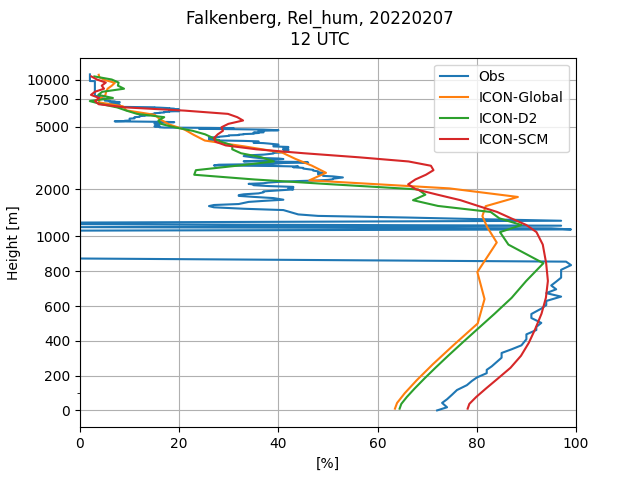 Falkenberg, Rel_hum, 20220207
12 UTC
Obs
ICON-Global
ICON-D2
ICON-SCM
Height [m]
10000
7500
5000
2000
1000
800
600
400
200
0
0 20 40 60 80 100
[%]